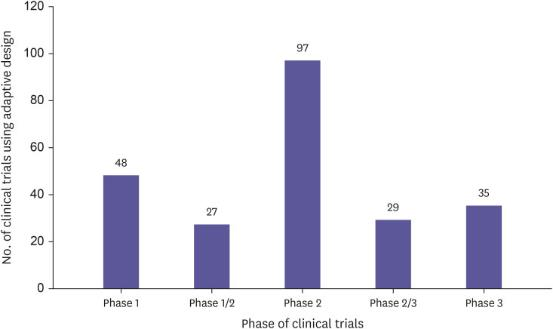 No. of clinical trials using adaptive design
120
100
80
60
40
20
0
48
27
97
29
35
Phase 1
Phase 1/2
Phase 2
Phase 2/3
Phase 3
Phase of clinical trials